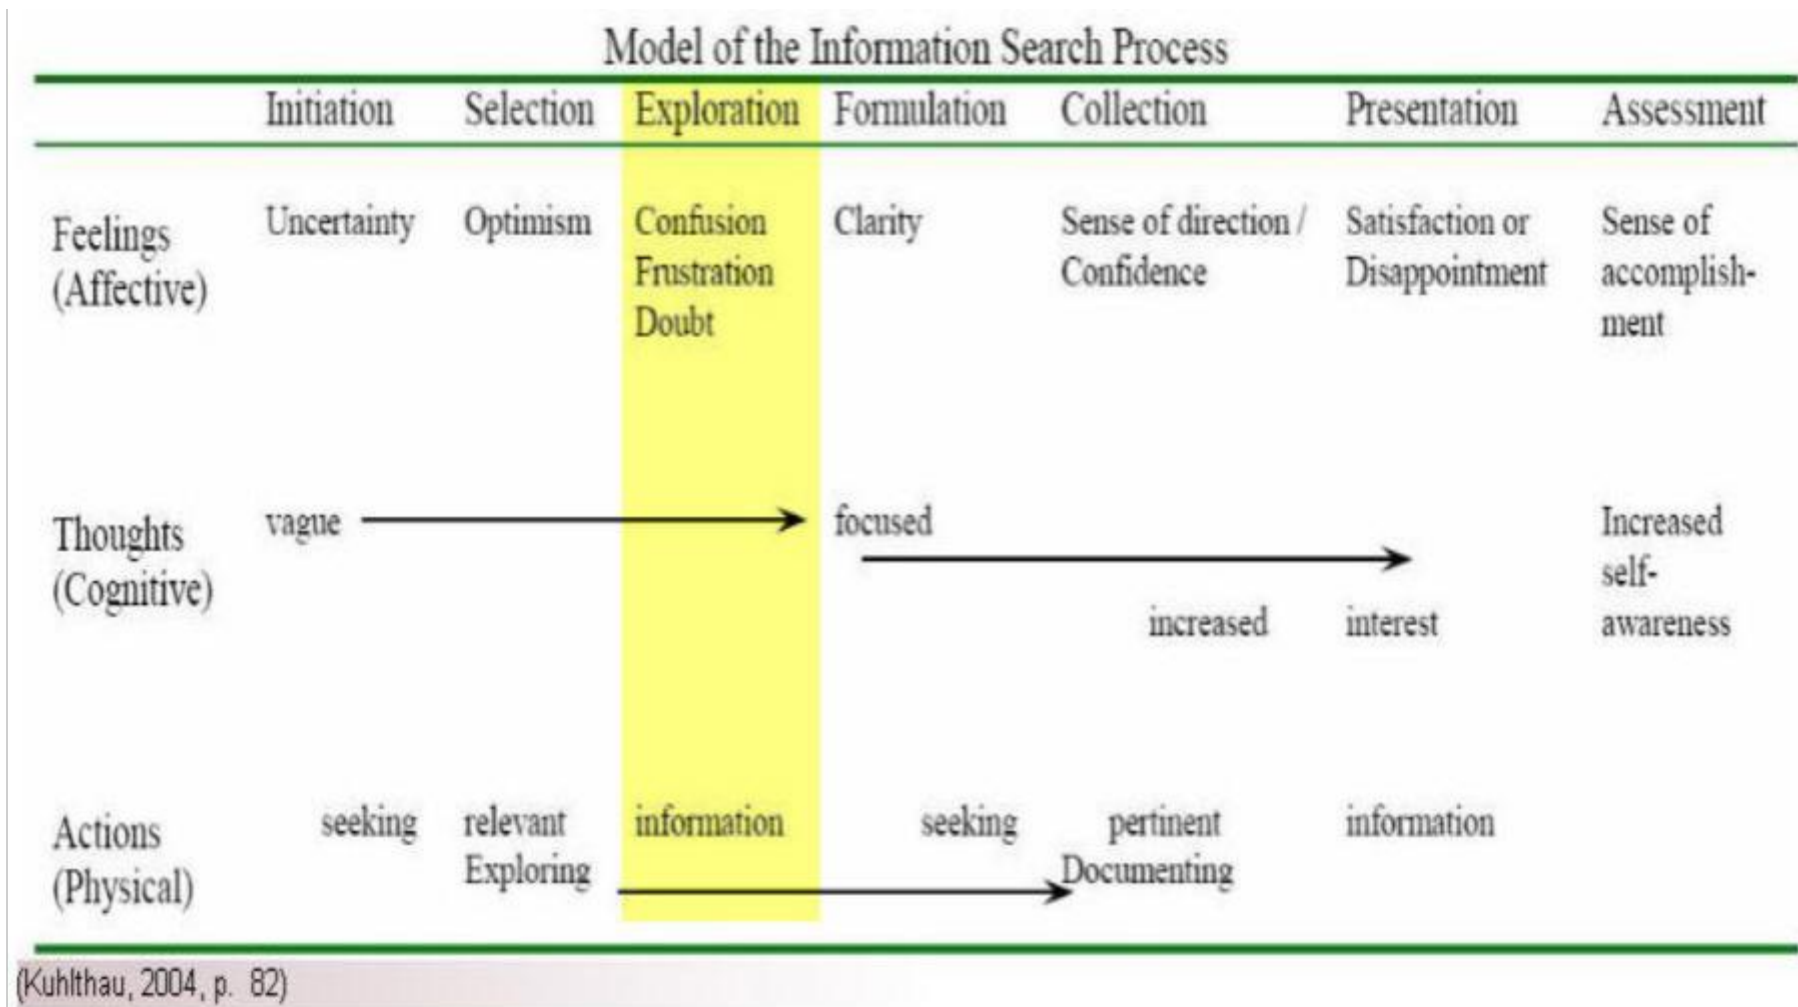 Model of the Information Search Process
Initiation Selection Exploration Formulation Collection Presentation Assessment
Feelings (Affective)
Uncertainty
Optimism
Confusion
Frustration
Doubt
Clarity
Sense of direction /
Confidence
Satisfaction or
Disappointment
Sense of
accomplish-
ment
Thoughts
(Cognitive)
vague
focused
increased interest
Increased
self-
awareness
Actions
(Physical)
seeking relevant information seeking pertinent information
Exploring Documenting
(Kuhlthau, 2004, p. 82)